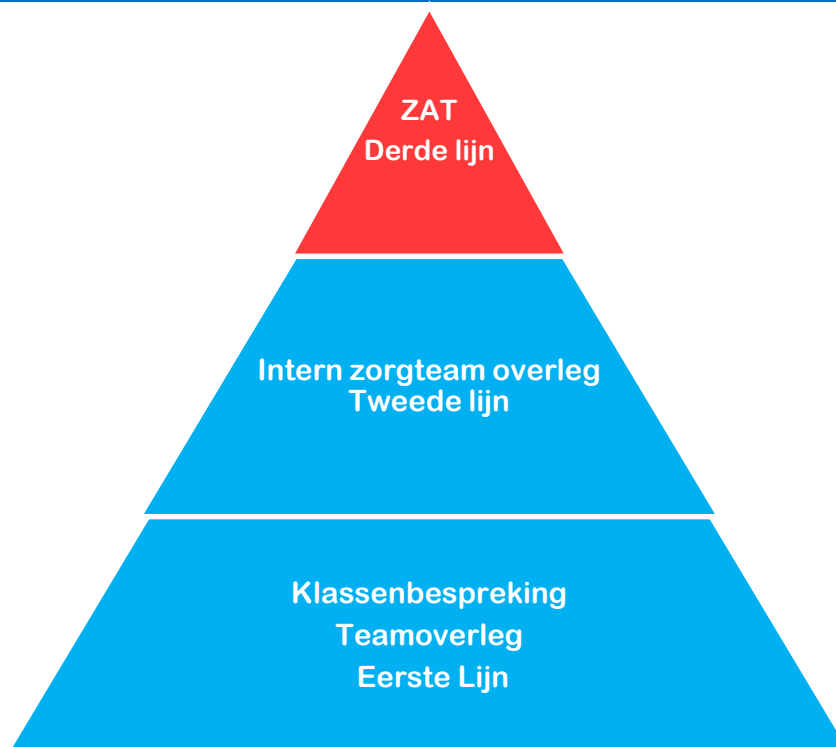 ZAT
Derde lijn
Intern zorgteam overleg
Tweede lijn
Klassenbespreking
Teamoverleg
Eerste Lijn